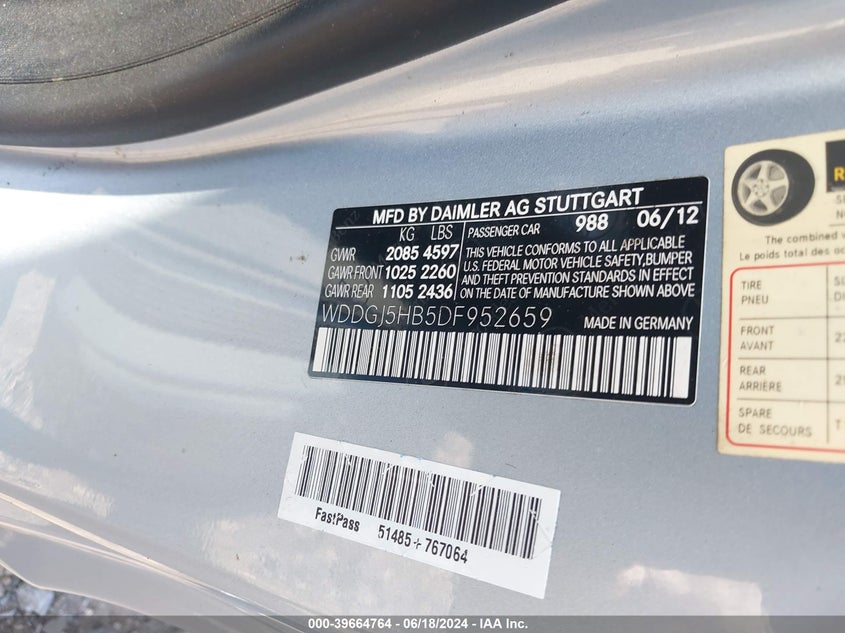 MFD BY DAIMLER AG STUTTGART
KG LBS
GVWR 2085 4597
GAWR FRONT 1025 2260
GAWR REAR 1105 2436
PASSENGER CAR 988 06/12
THIS VEHICLE CONFORMS TO ALL APPLICABLE
U.S. FEDERAL MOTOR VEHICLE SAFETY,BUMPER
AND THEFT PREVENTION STANDARDS IN EFFECT
ON THE DATE OF MANUFACTURE SHOWN ABOVE
WDDGJ5HB5DF952659
MADE IN GERMANY
FastPass 51485+767064
The combined
Le poids total des
TIRE
PNEU
FRONT
AVANT
REAR
ARRIÈRE
SPARE
DE SECOURS
T
000-39664764 - 06/18/2024 - IAA Inc.